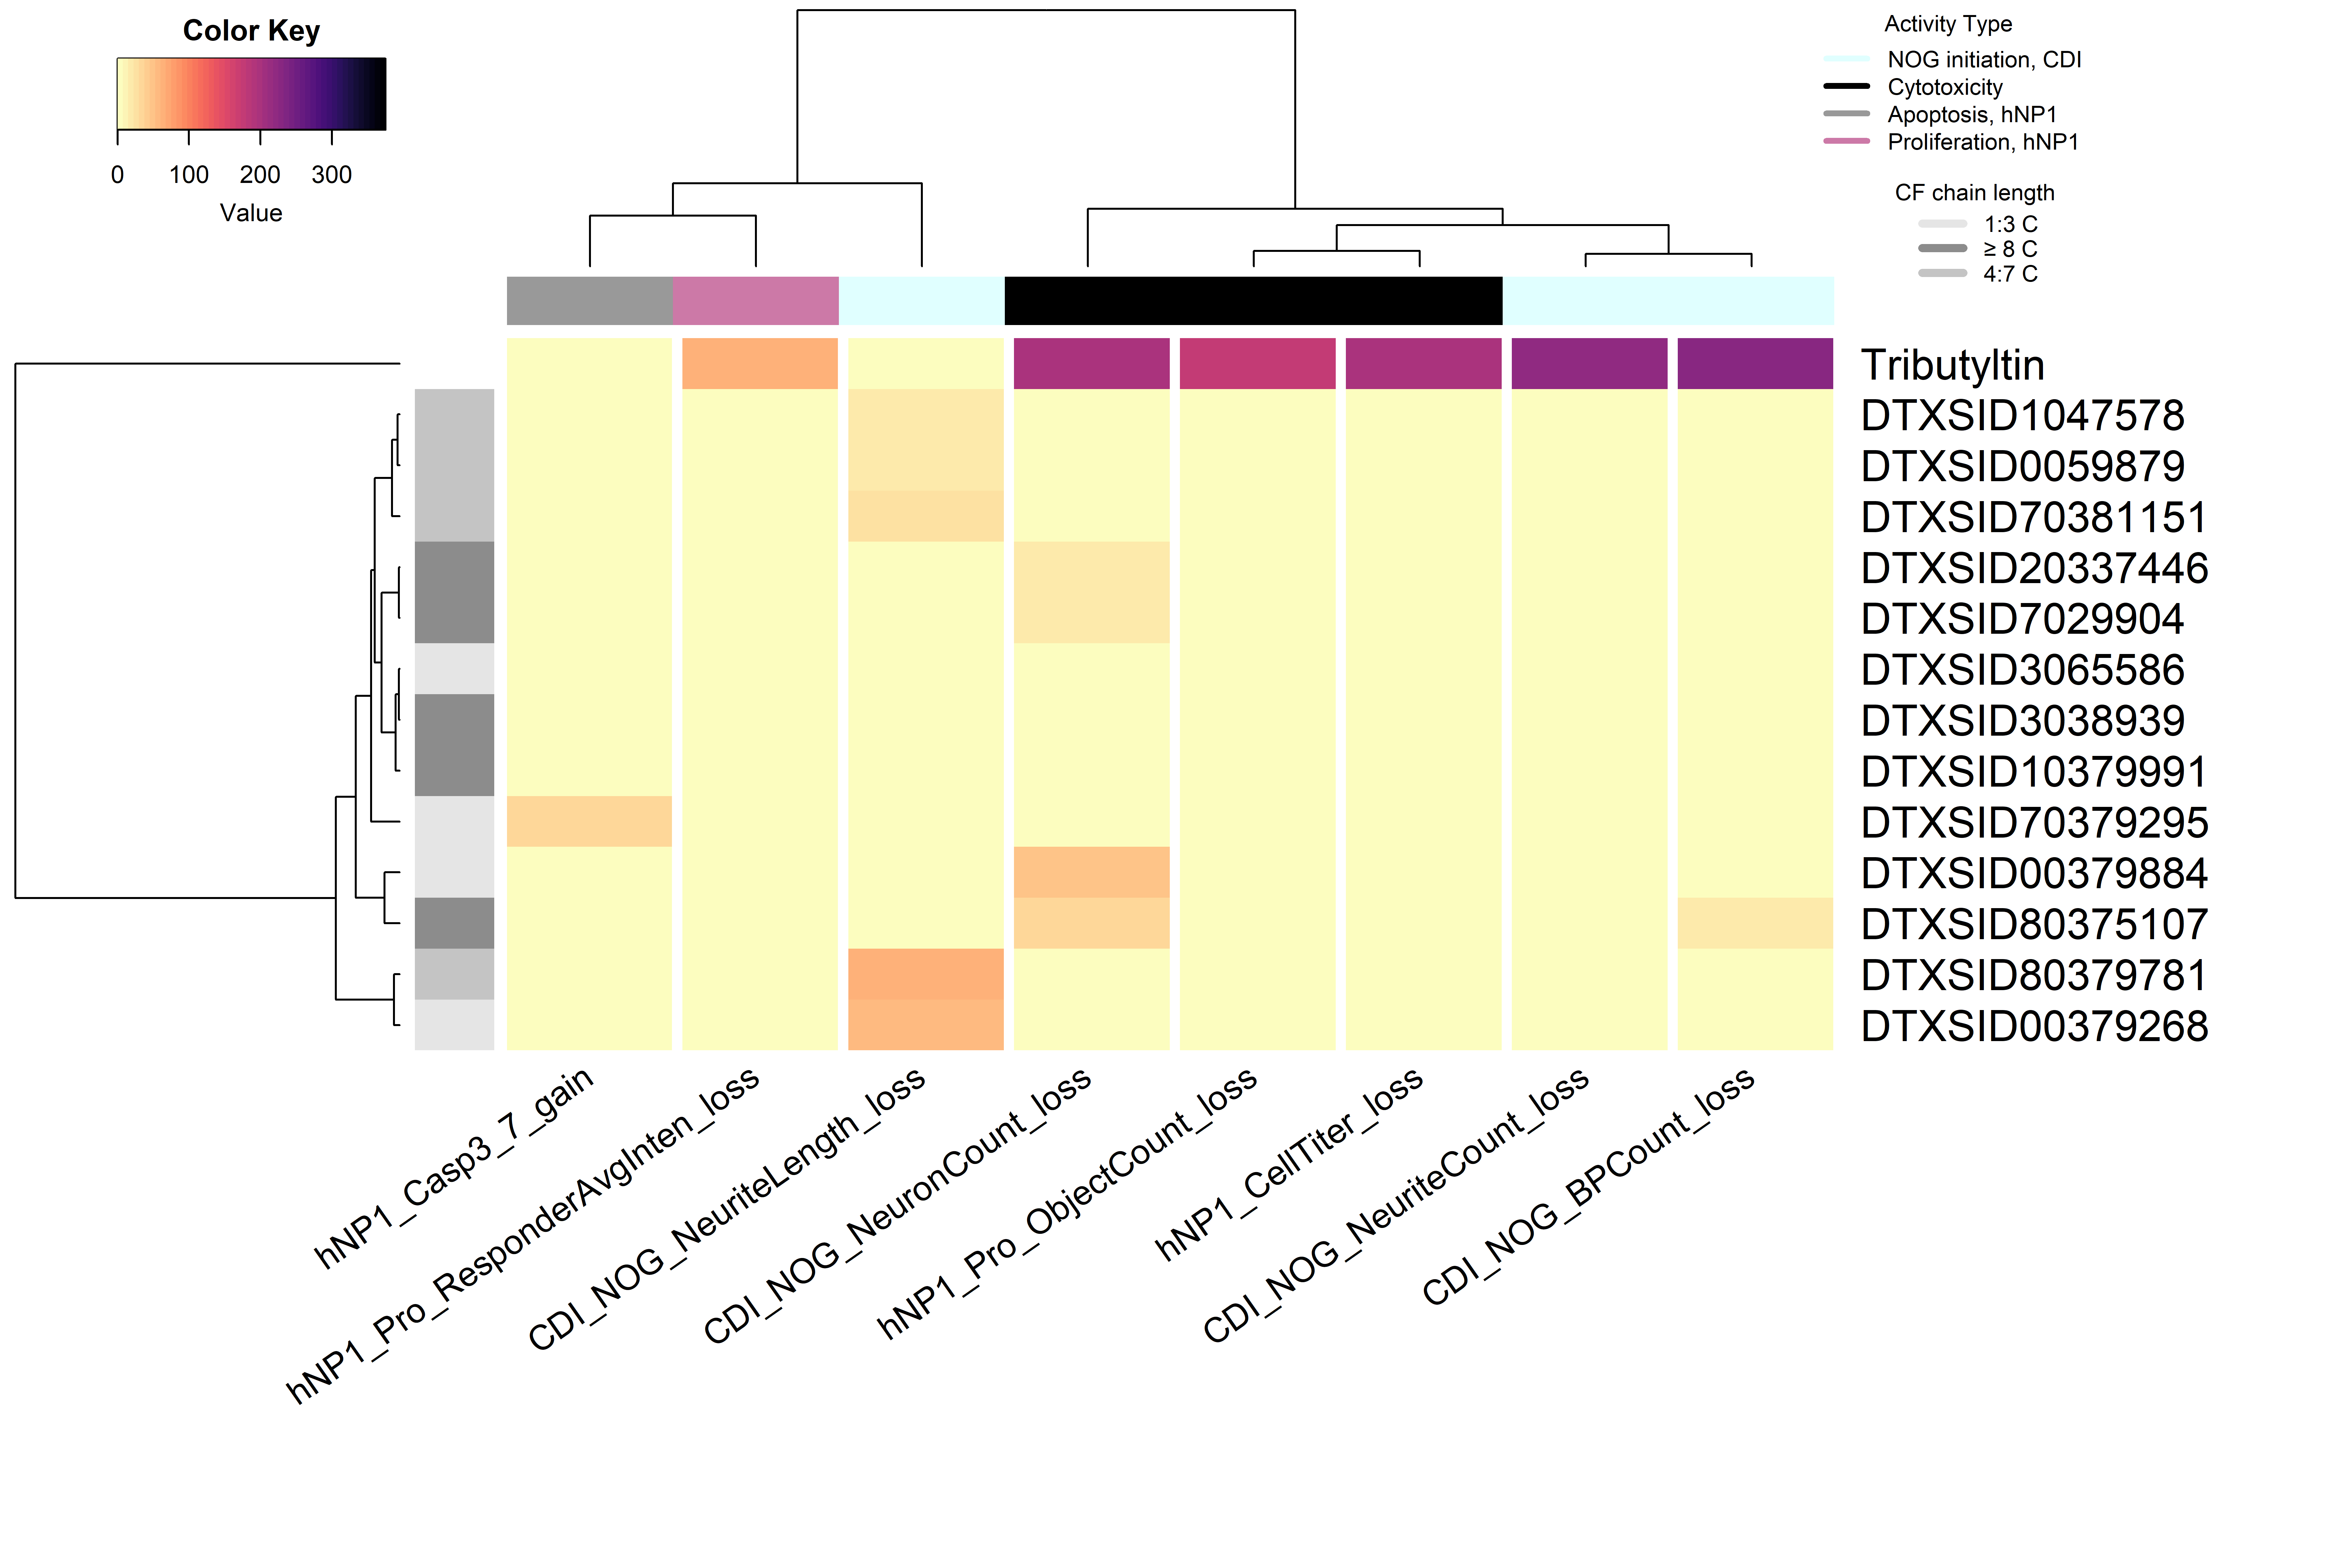 Color Key
0 100 200 300
Value
Activity Type
NOG initiation, CDI
Cytotoxicity
Apoptosis, hNP1
Proliferation, hNP1
CF chain length
1:3 C
≥ 8 C
4:7 C
Tributyltin
DTXSID1047578
DTXSID0059879
DTXSID70381151
DTXSID20337446
DTXSID7029904
DTXSID3065586
DTXSID3038939
DTXSID10379991
DTXSID70379295
DTXSID00379884
DTXSID80375107
DTXSID80379781
DTXSID00379268
hNP1_Casp3_7_gain
hNP1_Pro_ResponderAvgInten_loss
CDI_NOG_NeuriteLength_loss
CDI_NOG_NeuronCount_loss
hNP1_Pro_ObjectCount_loss
hNP1_CellTiter_loss
CDI_NOG_NeuriteCount_loss
CDI_NOG_BPCount_loss